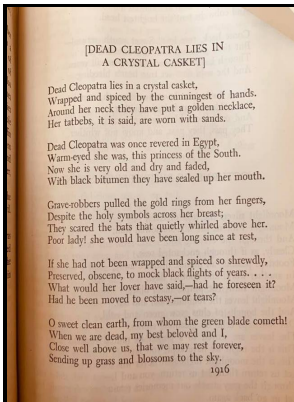 [DEAD CLEOPATRA LIES IN
A CRYSTAL CASKET]
Dead Cleopatra lies in a crystal casket,
Wrapped and spiced by the cunningest of hands.
Around her neck they have put a golden necklace,
Her tatbebs, it is said, are worn with sands.
Dead Cleopatra was once revered in Egypt,
Warm-eyed she was, this princess of the South.
Now she is very old and dry and faded,
With black bitumen they have sealed up her mouth.
Grave-robbers pulled the gold rings from her fingers,
Despite the holy symbols across her breast;
They scared the bats that quietly whirled above her.
Poor lady! she would have been long since at rest,
If she had not been wrapped and spiced so shrewdly,
Preserved, obscene, to mock black flights of years. . . .
What would her lover have said,—had he foreseen it?
Had he been moved to ecstasy,—or tears?
O sweet clean earth, from whom the green blade cometh!
When we are dead, my best belovèd and I,
Close well above us, that we may rest forever,
Sending up grass and blossoms to the sky.
1916